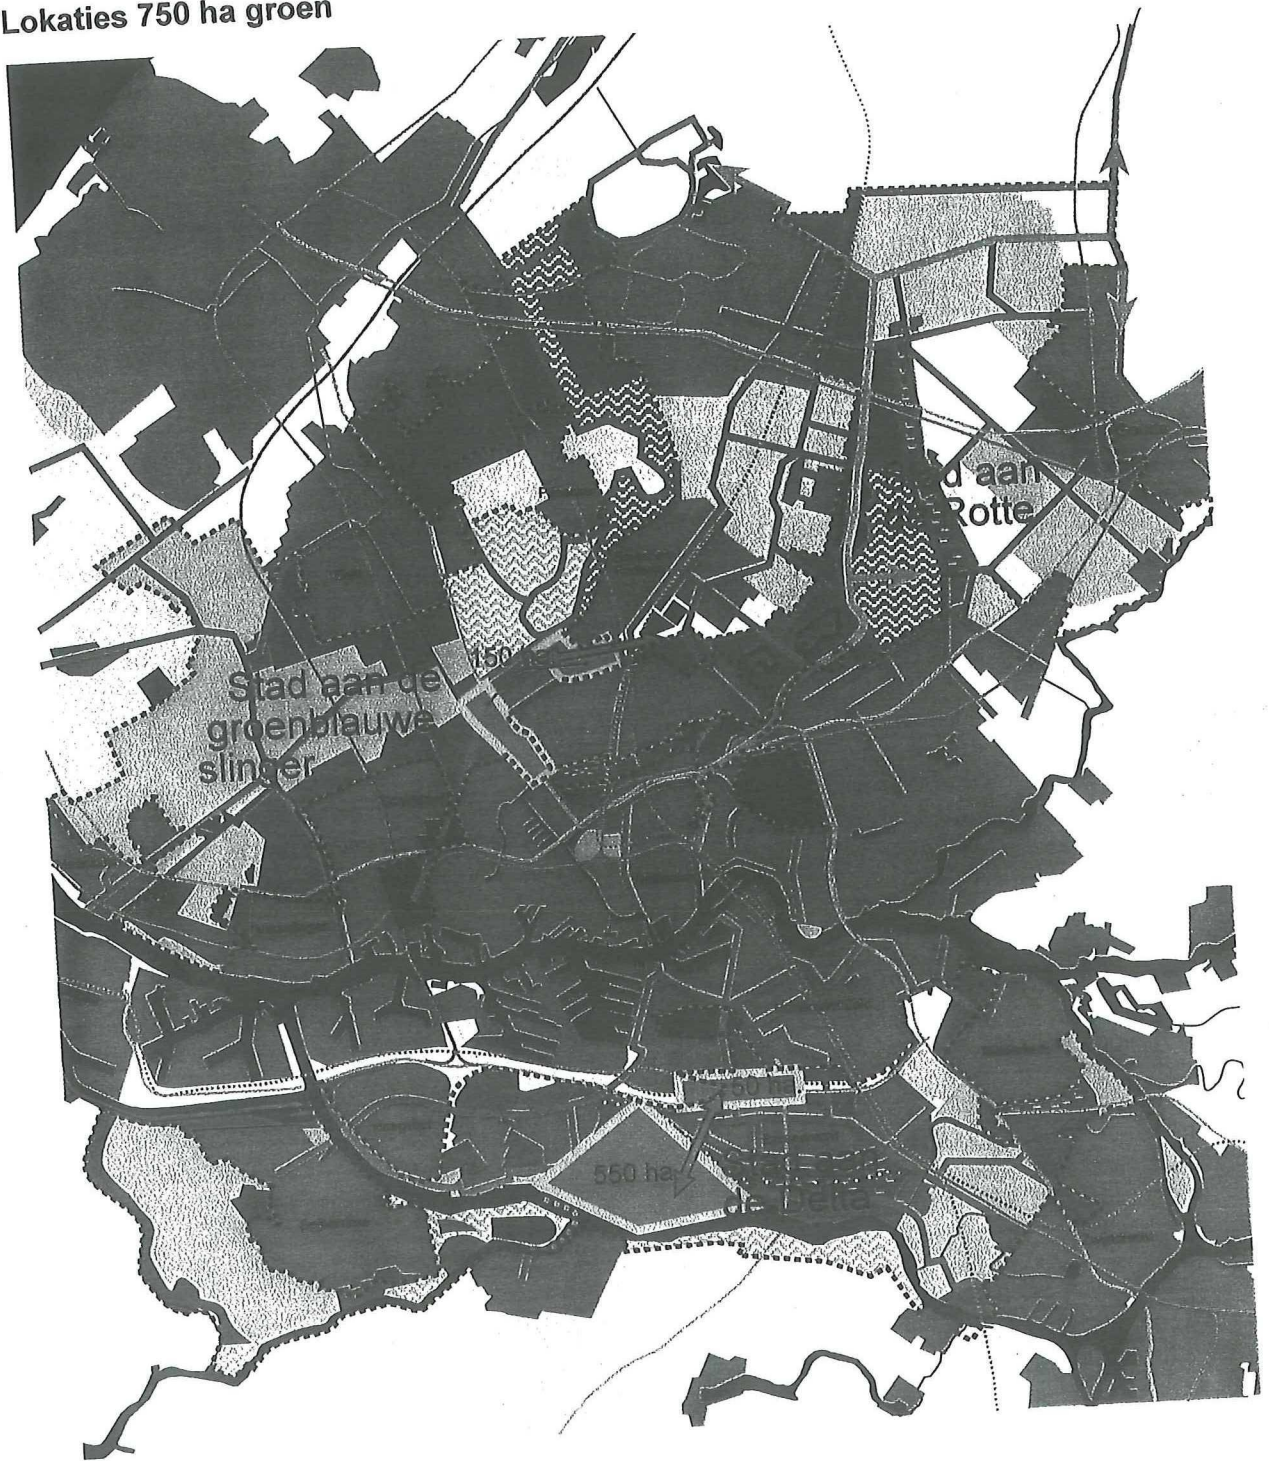 Lokaties 750 ha groen
d aan
Rotte
150 ha
Stad aan de
groenblauwe
slinger
50 ha
550 ha
de Delta